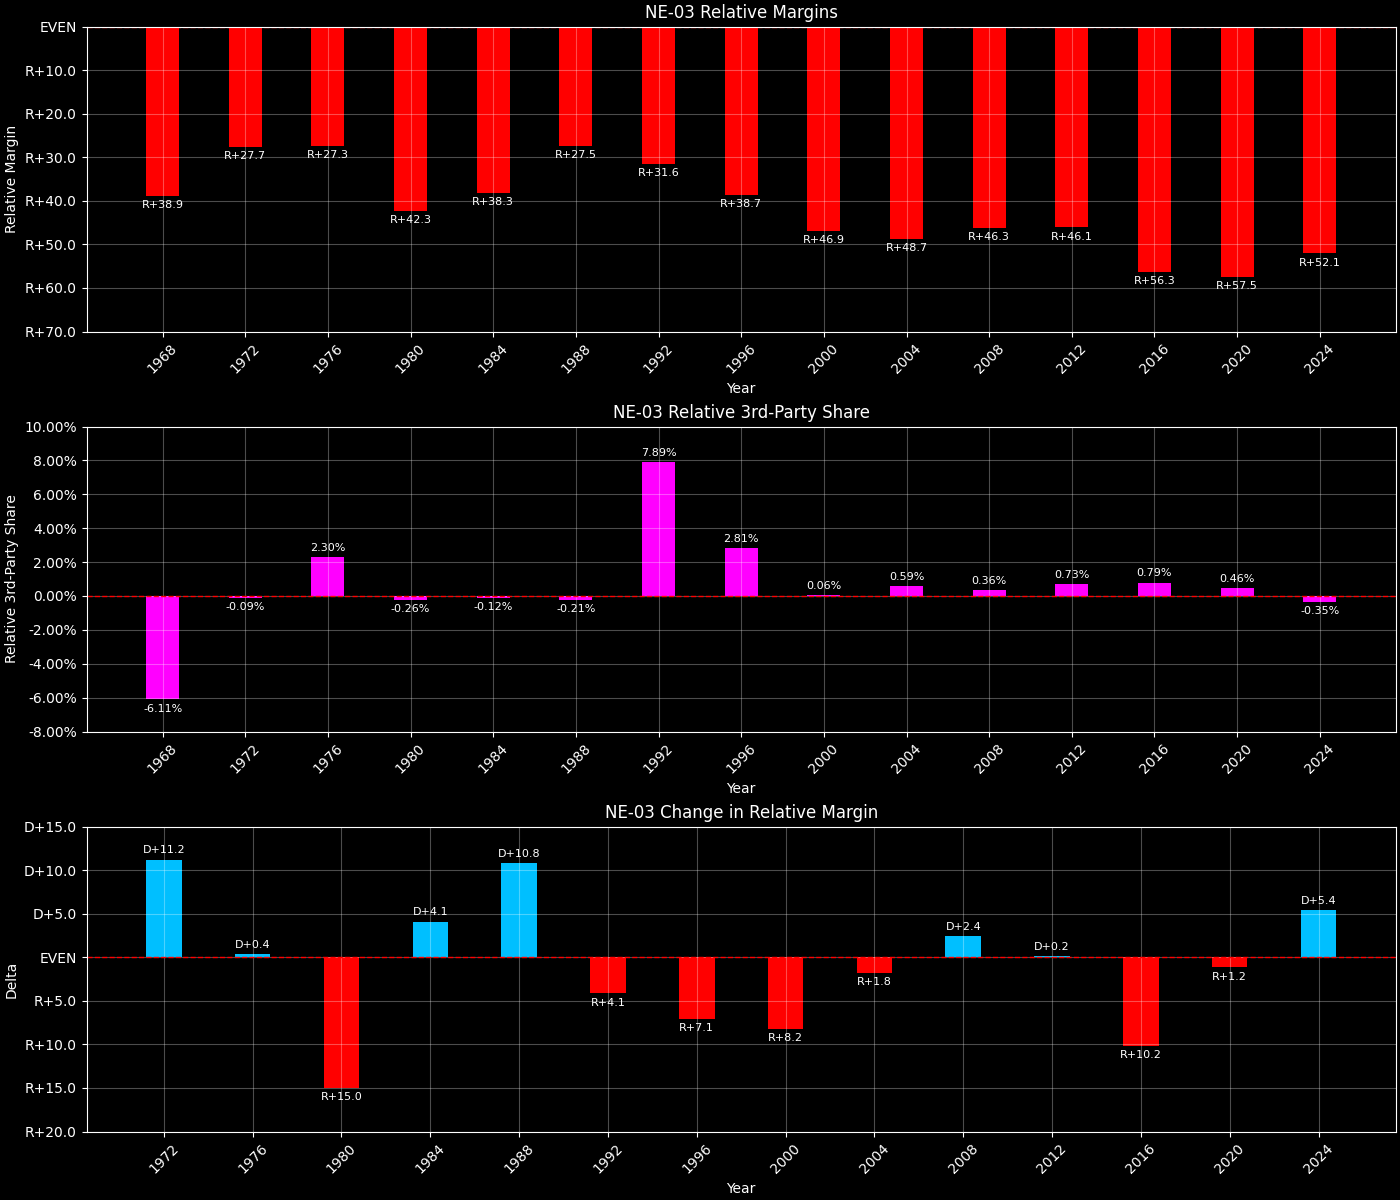 NE-03 Relative Margins
Relative Margin
EVEN
R+10.0
R+20.0
R+30.0
R+40.0
R+50.0
R+60.0
R+70.0
R+38.9
R+27.7
R+27.3
R+42.3
R+38.3
R+27.5
R+31.6
R+38.7
R+46.9
R+48.7
R+46.3
R+46.1
R+56.3
R+57.5
R+52.1
1968
1972
1976
1980
1984
1988
1992
1996
2000
2004
2008
2012
2016
2020
2024
Year
NE-03 Relative 3rd-Party Share
Relative 3rd-Party Share
10.00%
8.00%
6.00%
4.00%
2.00%
0.00%
-2.00%
-4.00%
-6.00%
-8.00%
-6.11%
-0.09%
2.30%
-0.26%
-0.12%
-0.21%
7.89%
2.81%
0.06%
0.59%
0.36%
0.73%
0.79%
0.46%
-0.35%
1968
1972
1976
1980
1984
1988
1992
1996
2000
2004
2008
2012
2016
2020
2024
Year
NE-03 Change in Relative Margin
Delta
D+15.0
D+10.0
D+5.0
EVEN
R+5.0
R+10.0
R+15.0
R+20.0
D+11.2
D+0.4
R+15.0
D+4.1
D+10.8
R+4.1
R+7.1
R+8.2
R+1.8
D+2.4
D+0.2
R+10.2
R+1.2
D+5.4
1972
1976
1980
1984
1988
1992
1996
2000
2004
2008
2012
2016
2020
2024
Year